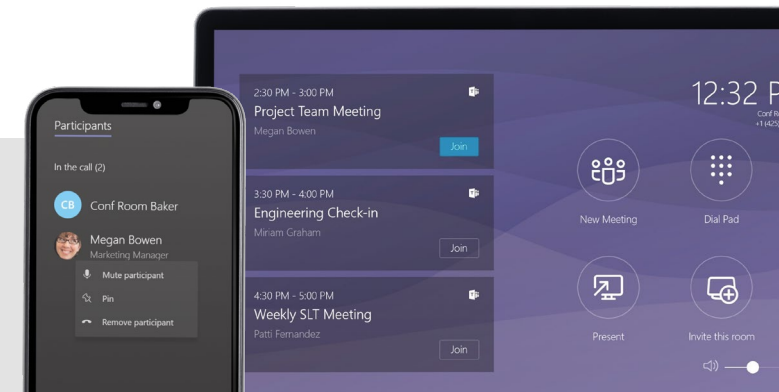 Participants
In the call (2)
CB
Conf Room Baker
Megan Bowen
Marketing Manager
Mute participant
Pin
Remove participant
2:30 PM - 3:00 PM
Project Team Meeting
Megan Bowen
Join
3:30 PM - 4:00 PM
Engineering Check-in
Miriam Graham
Join
4:30 PM - 5:00 PM
Weekly SLT Meeting
Patti Fernandez
Join
12:32 P
Conf R
+1 (425)
New Meeting
Dial Pad
Present
Invite this room